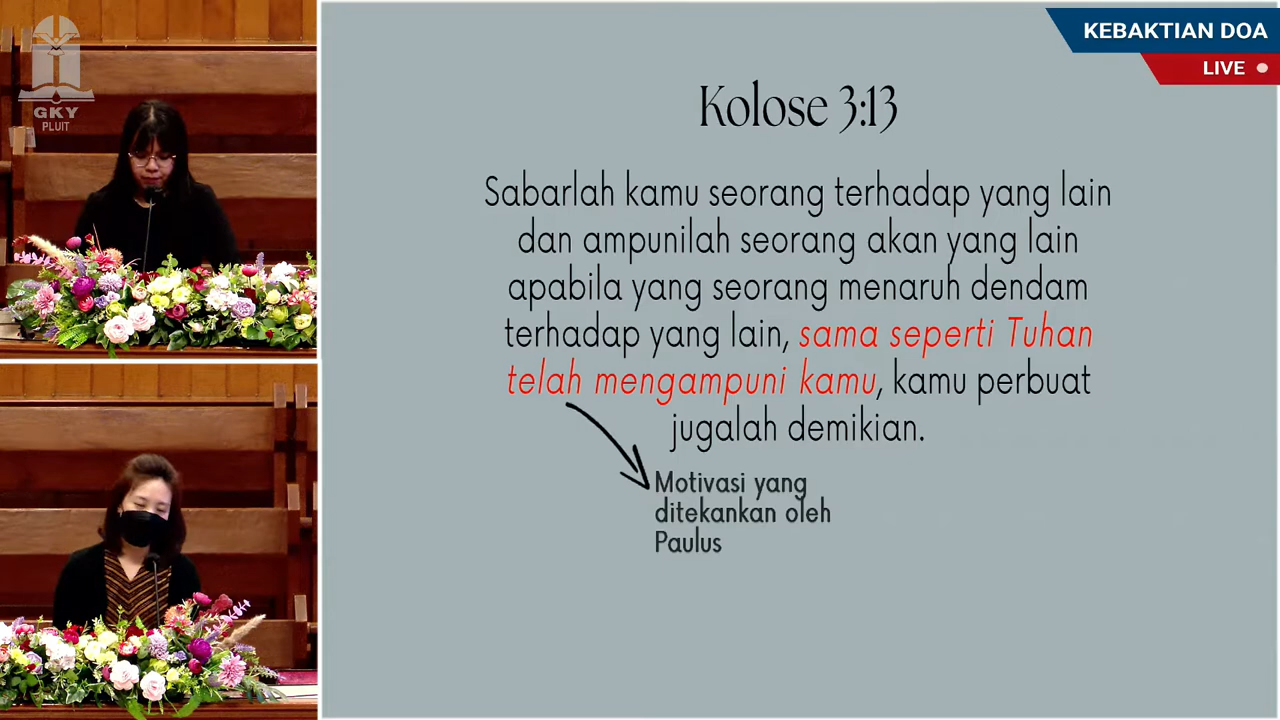 GKY
PLUIT
KEBAKTIAN DOA
LIVE
Kolose 3:13
Sabarlah kamu seorang terhadap yang lain
dan ampunilah seorang akan yang lain
apabila yang seorang menaruh dendam
terhadap yang lain, sama seperti Tuhan
telah mengampuni kamu, kamu perbuat
jugalah demikian.
Motivasi yang
ditekankan oleh
Paulus